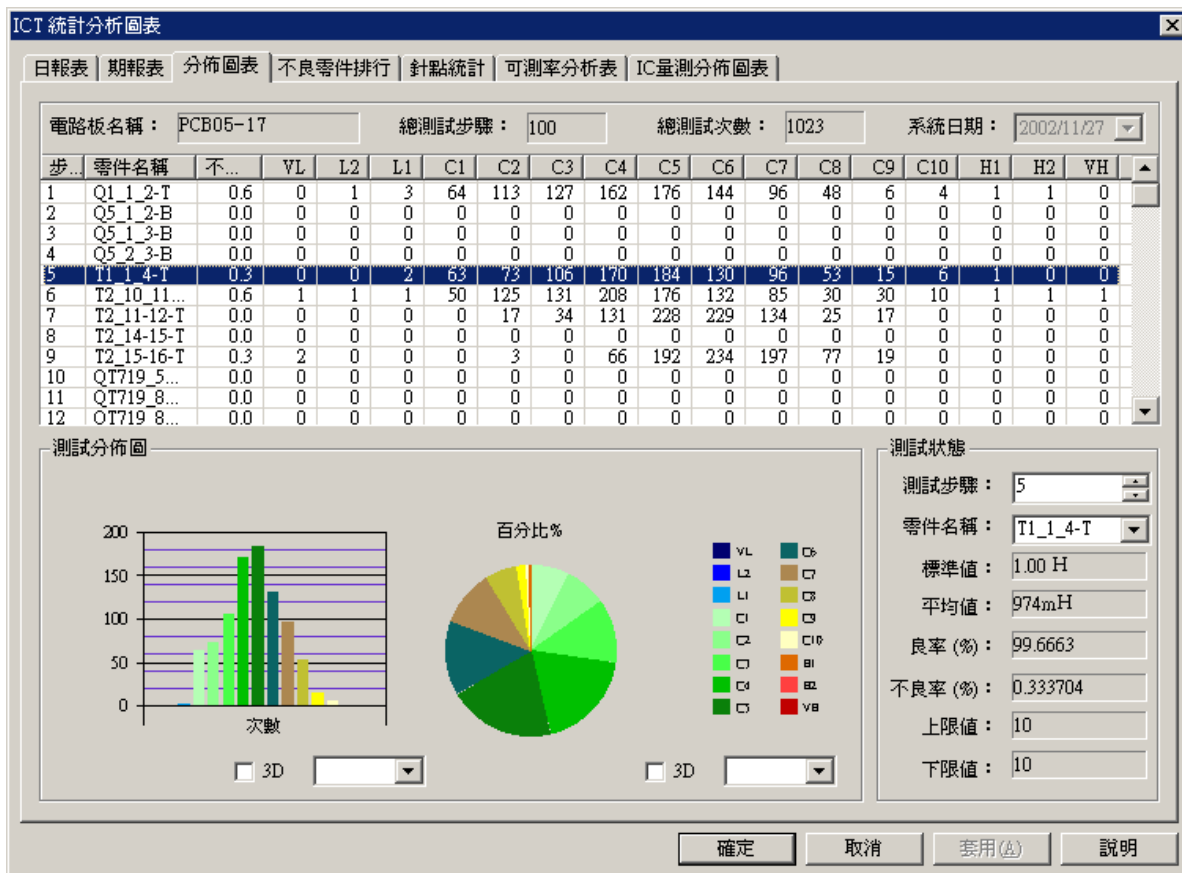 ICT 統計分析圖表
日報表 期報表 分佈圖表 不良零件排行 針點統計 可測率分析表 IC量測分佈圖表
電路板名稱： PCB05-17 總測試步驟： 100 總測試次數： 1023 系統日期： 2002/11/27
步... 零件名稱 不... VL L2 L1 C1 C2 C3 C4 C5 C6 C7 C8 C9 C10 H1 H2 VH
1 Q1_1_2-T 0.6 0 1 3 64 113 127 162 176 144 96 48 6 4 1 1 0
2 Q5_1_2-B 0.0 0 0 0 0 0 0 0 0 0 0 0 0 0 0 0 0
3 Q5_1_3-B 0.0 0 0 0 0 0 0 0 0 0 0 0 0 0 0 0 0
4 Q5_2_3-B 0.0 0 0 0 0 0 0 0 0 0 0 0 0 0 0 0 0
5 T1_1_4-T 0.3 0 0 2 63 73 106 170 184 130 96 53 15 6 1 0 0
6 T2_10_11... 0.6 1 1 1 50 125 131 208 176 132 85 30 30 10 1 1 1
7 T2_11-12-T 0.0 0 0 0 0 17 34 131 228 229 134 25 17 0 0 0 0
8 T2_14-15-T 0.0 0 0 0 0 0 0 0 0 0 0 0 0 0 0 0 0
9 T2_15-16-T 0.3 2 0 0 0 3 0 66 192 234 197 77 19 0 0 0 0
10 QT719_5... 0.0 0 0 0 0 0 0 0 0 0 0 0 0 0 0 0 0
11 QT719_8... 0.0 0 0 0 0 0 0 0 0 0 0 0 0 0 0 0 0
12 QT719_8... 0.0 0 0 0 0 0 0 0 0 0 0 0 0 0 0 0 0
測試分佈圖
200
150
100
50
0
次數
3D
百分比%
VL C6
L2 C7
L1 C8
C1 C9
C2 C10
C3 H1
C4 H2
C5 VH
3D
測試狀態
測試步驟： 5
零件名稱： T1_1_4-T
標準值： 1.00 H
平均值： 974mH
良率 (%)： 99.6663
不良率 (%)： 0.333704
上限值： 10
下限值： 10
確定 取消 套用(A) 說明